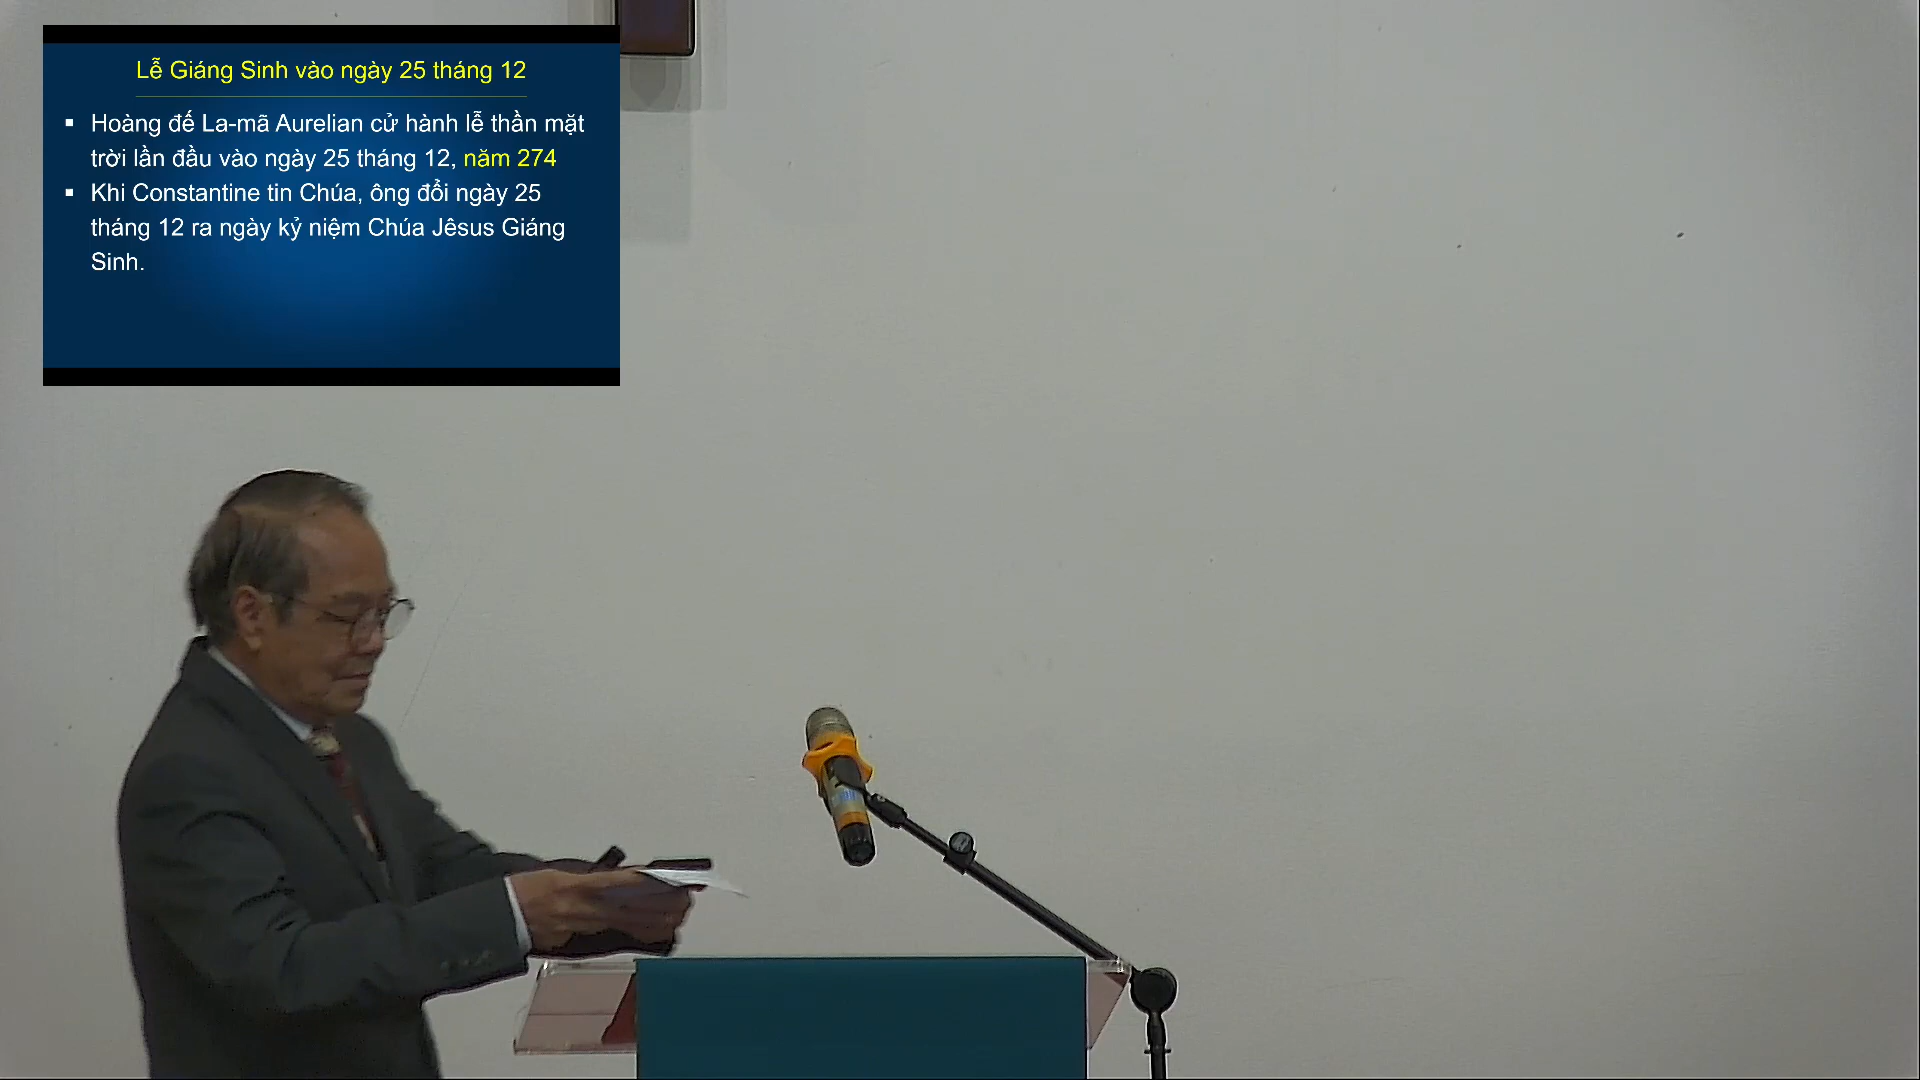 Lễ Giáng Sinh vào ngày 25 tháng 12
▪ Hoàng đế La-mã Aurelian cử hành lễ thần mặt
trời lần đầu vào ngày 25 tháng 12, năm 274
▪ Khi Constantine tin Chúa, ông đổi ngày 25
tháng 12 ra ngày kỷ niệm Chúa Jêsus Giáng
Sinh.